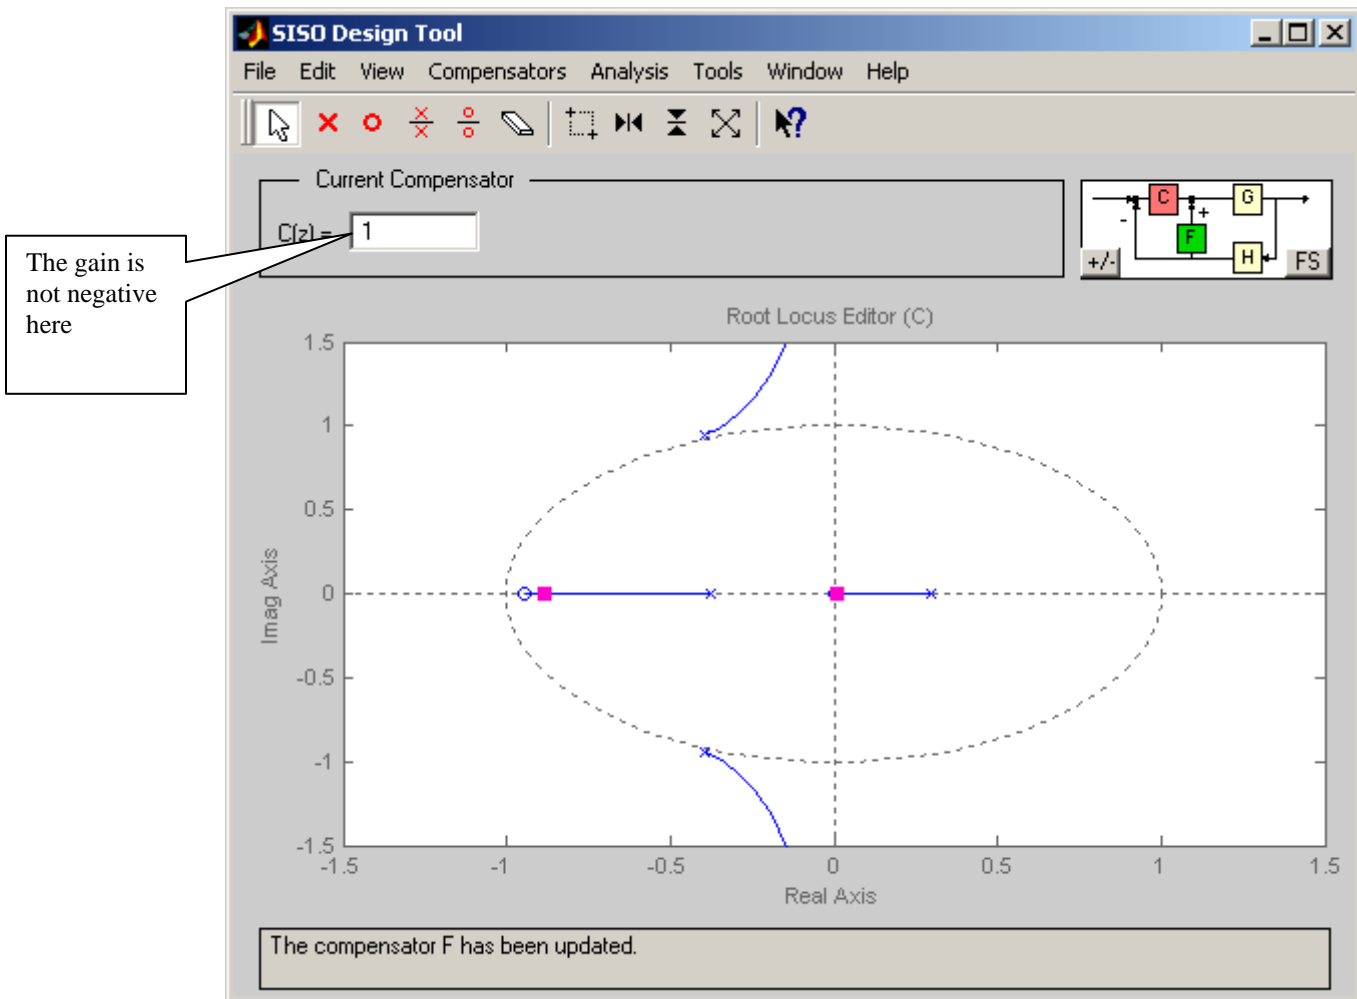 SISO Design Tool
File Edit View Compensators Analysis Tools Window Help
Current Compensator
C(z) = 1
C G
- +
F
+/- H FS
The gain is
not negative
here
Root Locus Editor (C)
1.5
1
0.5
0
-0.5
-1
-1.5
Imag Axis
-1.5 -1 -0.5 0 0.5 1 1.5
Real Axis
The compensator F has been updated.